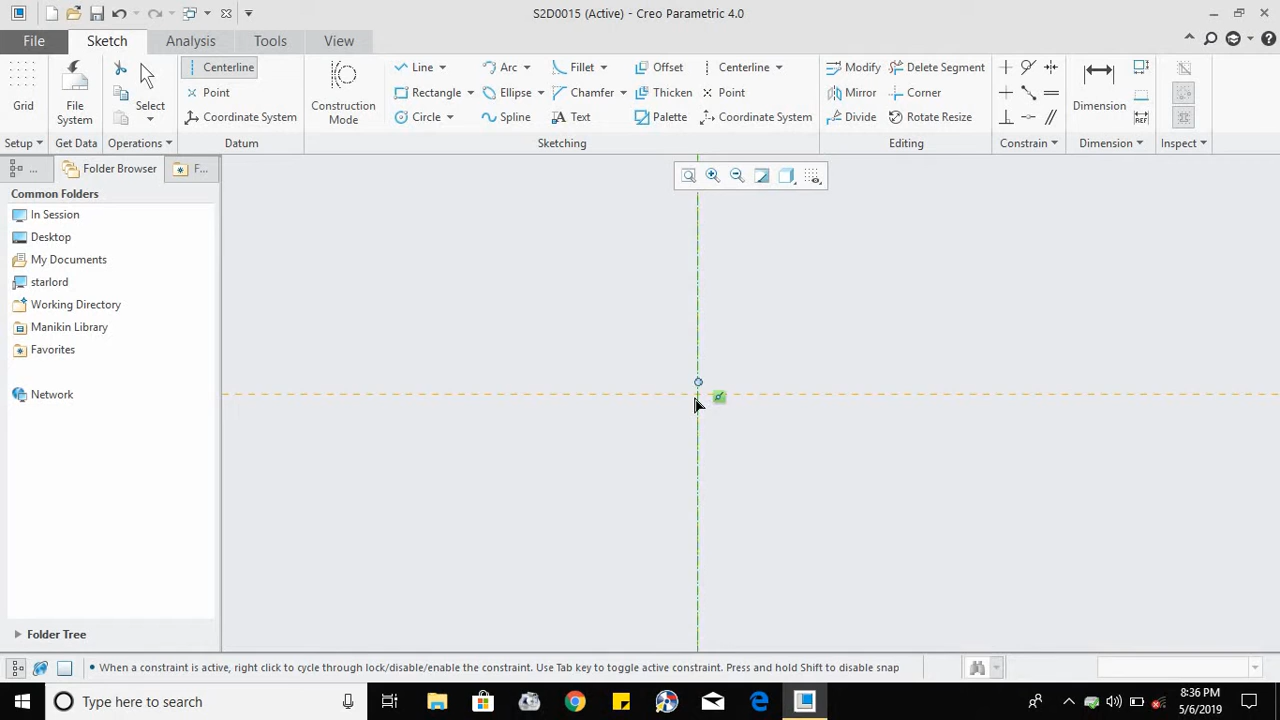 S2D0015 (Active) - Creo Parametric 4.0
File Sketch Analysis Tools View
Grid
File System
Select
Centerline
Point
Coordinate System
Construction Mode
Line Arc Fillet Offset Centerline
Rectangle Ellipse Chamfer Thicken Point
Circle Spline Text Palette Coordinate System
Modify Delete Segment
Mirror Corner
Divide Rotate Resize
Dimension
REF
Setup Get Data Operations Datum Sketching Editing Constrain Dimension Inspect
... Folder Browser F...
Common Folders
In Session
Desktop
My Documents
starlord
Working Directory
Manikin Library
Favorites
Network
Folder Tree
• When a constraint is active, right click to cycle through lock/disable/enable the constraint. Use Tab key to toggle active constraint. Press and hold Shift to disable snap
Type here to search
8:36 PM
5/6/2019